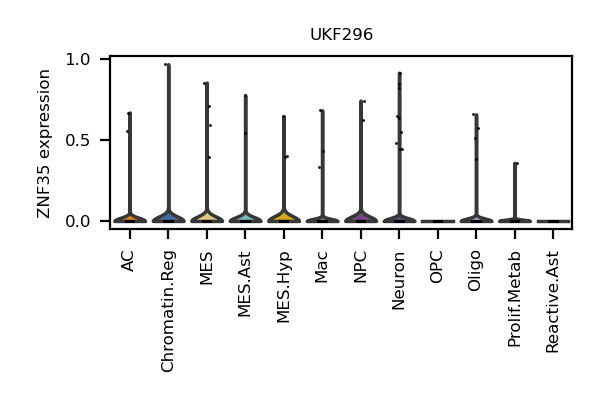 UKF296
ZNF35 expression
1.0
0.5
0.0
AC
Chromatin.Reg
MES
MES.Ast
MES.Hyp
Mac
NPC
Neuron
OPC
Oligo
Prolif.Metab
Reactive.Ast